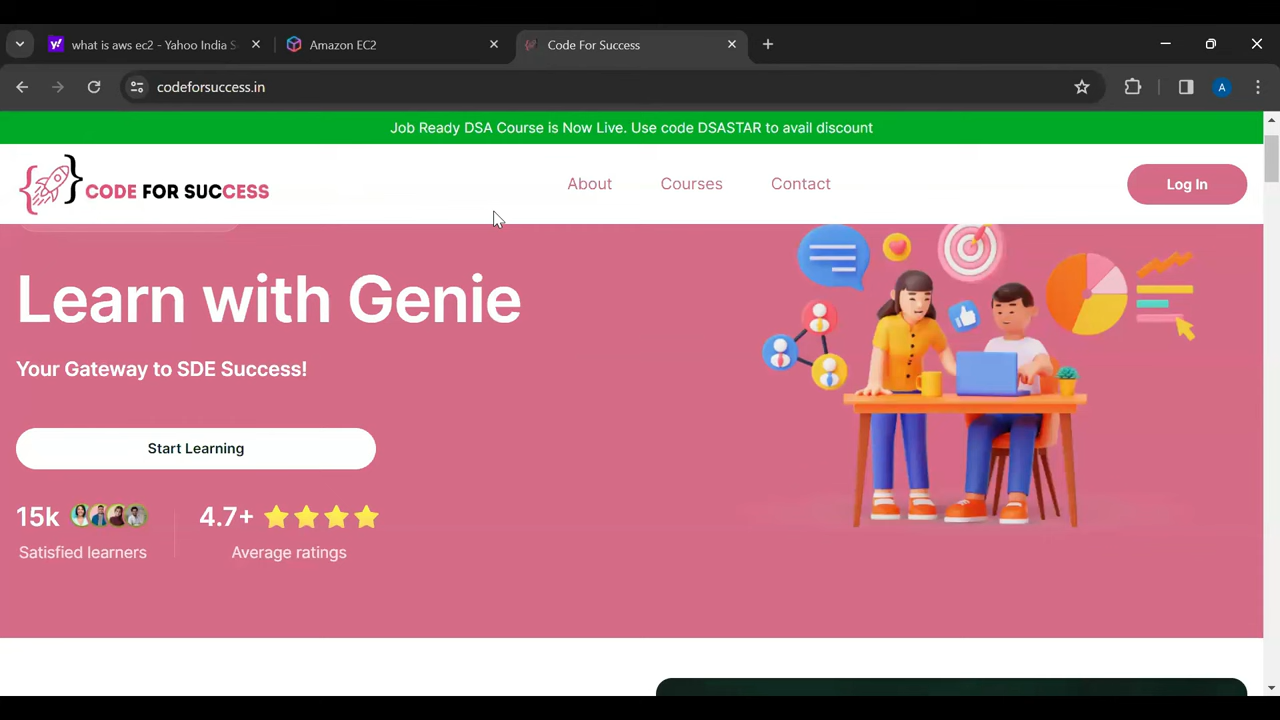 what is aws ec2 - Yahoo India S
Amazon EC2
Code For Success
codeforsuccess.in
A
Job Ready DSA Course is Now Live. Use code DSASTAR to avail discount
CODE FOR SUCCESS
About
Courses
Contact
Log In
Learn with Genie
Your Gateway to SDE Success!
Start Learning
15k
4.7+
Satisfied learners
Average ratings